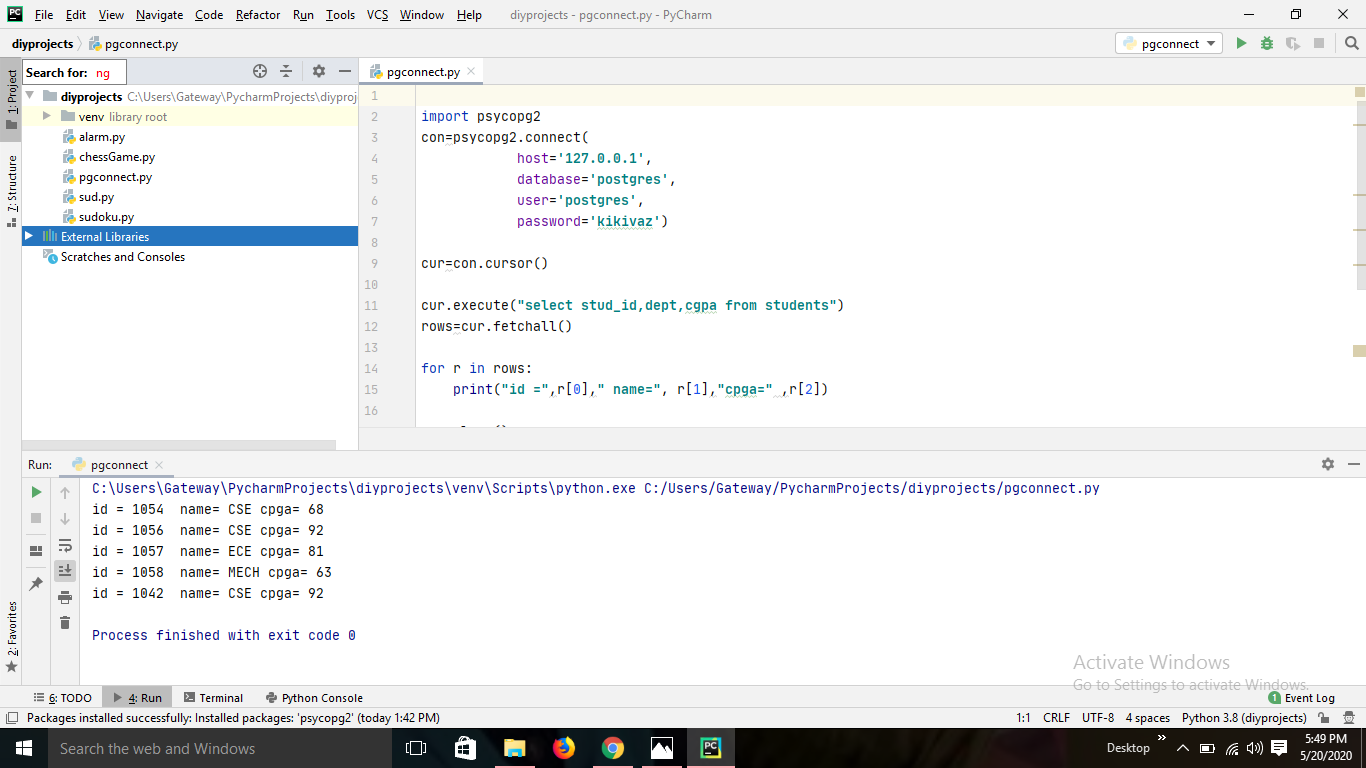 PC File Edit View Navigate Code Refactor Run Tools VCS Window Help diyprojects - pgconnect.py - PyCharm
diyprojects pgconnect.py pgconnect
Search for: ng
pgconnect.py
1: Project
7: Structure
2: Favorites
diyprojects C:\Users\Gateway\PycharmProjects\diyproj
venv library root
alarm.py
chessGame.py
pgconnect.py
sud.py
sudoku.py
External Libraries
Scratches and Consoles
1
2 import psycopg2
3 con=psycopg2.connect(
4 host='127.0.0.1',
5 database='postgres',
6 user='postgres',
7 password='kikivaz')
8
9 cur=con.cursor()
10
11 cur.execute("select stud_id,dept,cgpa from students")
12 rows=cur.fetchall()
13
14 for r in rows:
15 print("id =",r[0]," name=", r[1],"cpga=" ,r[2])
16
Run: pgconnect
C:\Users\Gateway\PycharmProjects\diyprojects\venv\Scripts\python.exe C:/Users/Gateway/PycharmProjects/diyprojects/pgconnect.py
id = 1054  name= CSE cpga= 68
id = 1056  name= CSE cpga= 92
id = 1057  name= ECE cpga= 81
id = 1058  name= MECH cpga= 63
id = 1042  name= CSE cpga= 92
Process finished with exit code 0
Activate Windows
Go to Settings to activate Windows.
6: TODO 4: Run Terminal Python Console 1 Event Log
Packages installed successfully: Installed packages: 'psycopg2' (today 1:42 PM) 1:1 CRLF UTF-8 4 spaces Python 3.8 (diyprojects)
Search the web and Windows PC Desktop 5:49 PM
5/20/2020